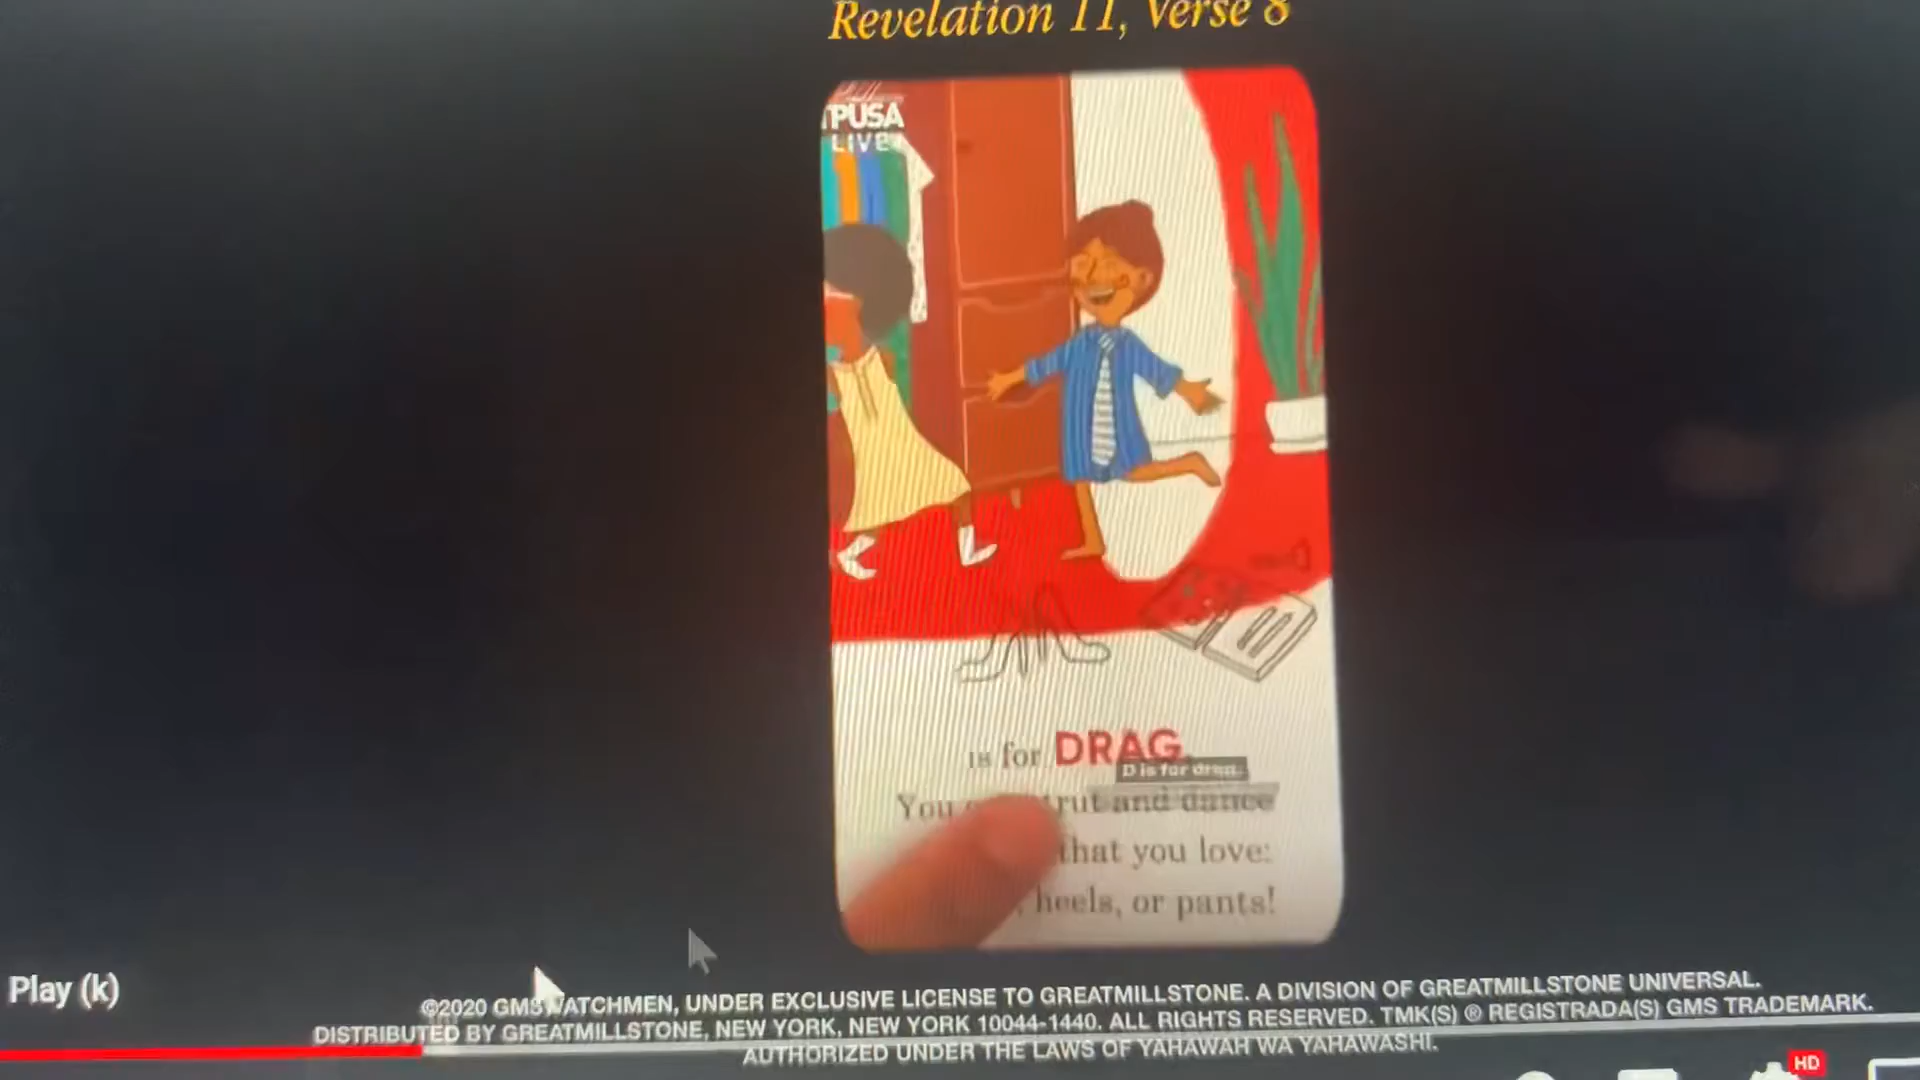 Revelation 11, Verse 8
TPUSA
LIVE
is for DRAG
D is for drag.
You and dance
that you love:
heels, or pants!
Play (k)
©2020 GMSWATCHMEN, UNDER EXCLUSIVE LICENSE TO GREATMILLSTONE. A DIVISION OF GREATMILLSTONE UNIVERSAL.
DISTRIBUTED BY GREATMILLSTONE, NEW YORK, NEW YORK 10044-1440. ALL RIGHTS RESERVED. TMK(S) ® REGISTRADA(S) GMS TRADEMARK.
AUTHORIZED UNDER THE LAWS OF YAHAWAH WA YAHAWASHI.
HD